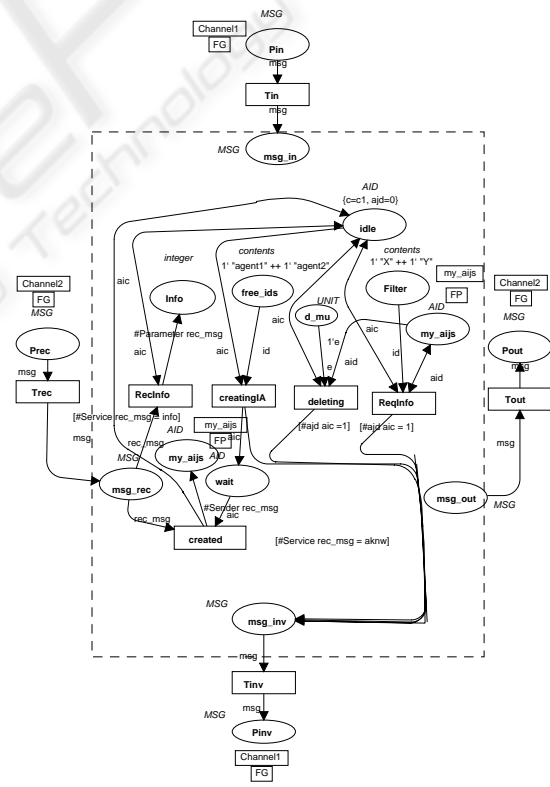 MSG
Channel1
FG
Pin
msg
Tin
msg
MSG
msg_in
AID
{c=c1, ajd=0}
idle
integer
contents
1` "agent1" ++ 1` "agent2"
contents
1` "X" ++ 1` "Y"
my_aijs
FP
AID
Channel2
FG
MSG
Channel2
FG
MSG
aic
Info
free_ids
UNIT
d_mu
Filter
my_aijs
Prec
Pout
#Parameter rec_msg
aic
aic
id
aic
1`e
e
aic
aid
id
aid
msg
msg
Trec
RecInfo
creatingIA
deleting
ReqInfo
Tout
[#Service rec_msg = info]
my_aijs
FP
[#ajd aic =1]
[#ajd aic = 1]
msg
rec_msg
AID
aic
AID
msg
MSG
my_aijs
wait
msg_rec
msg_out
MSG
#Sender rec_msg
aic
rec_msg
created
[#Service rec_msg = aknw]
MSG
msg_inv
msg
Tinv
msg
MSG
Pinv
Channel1
FG